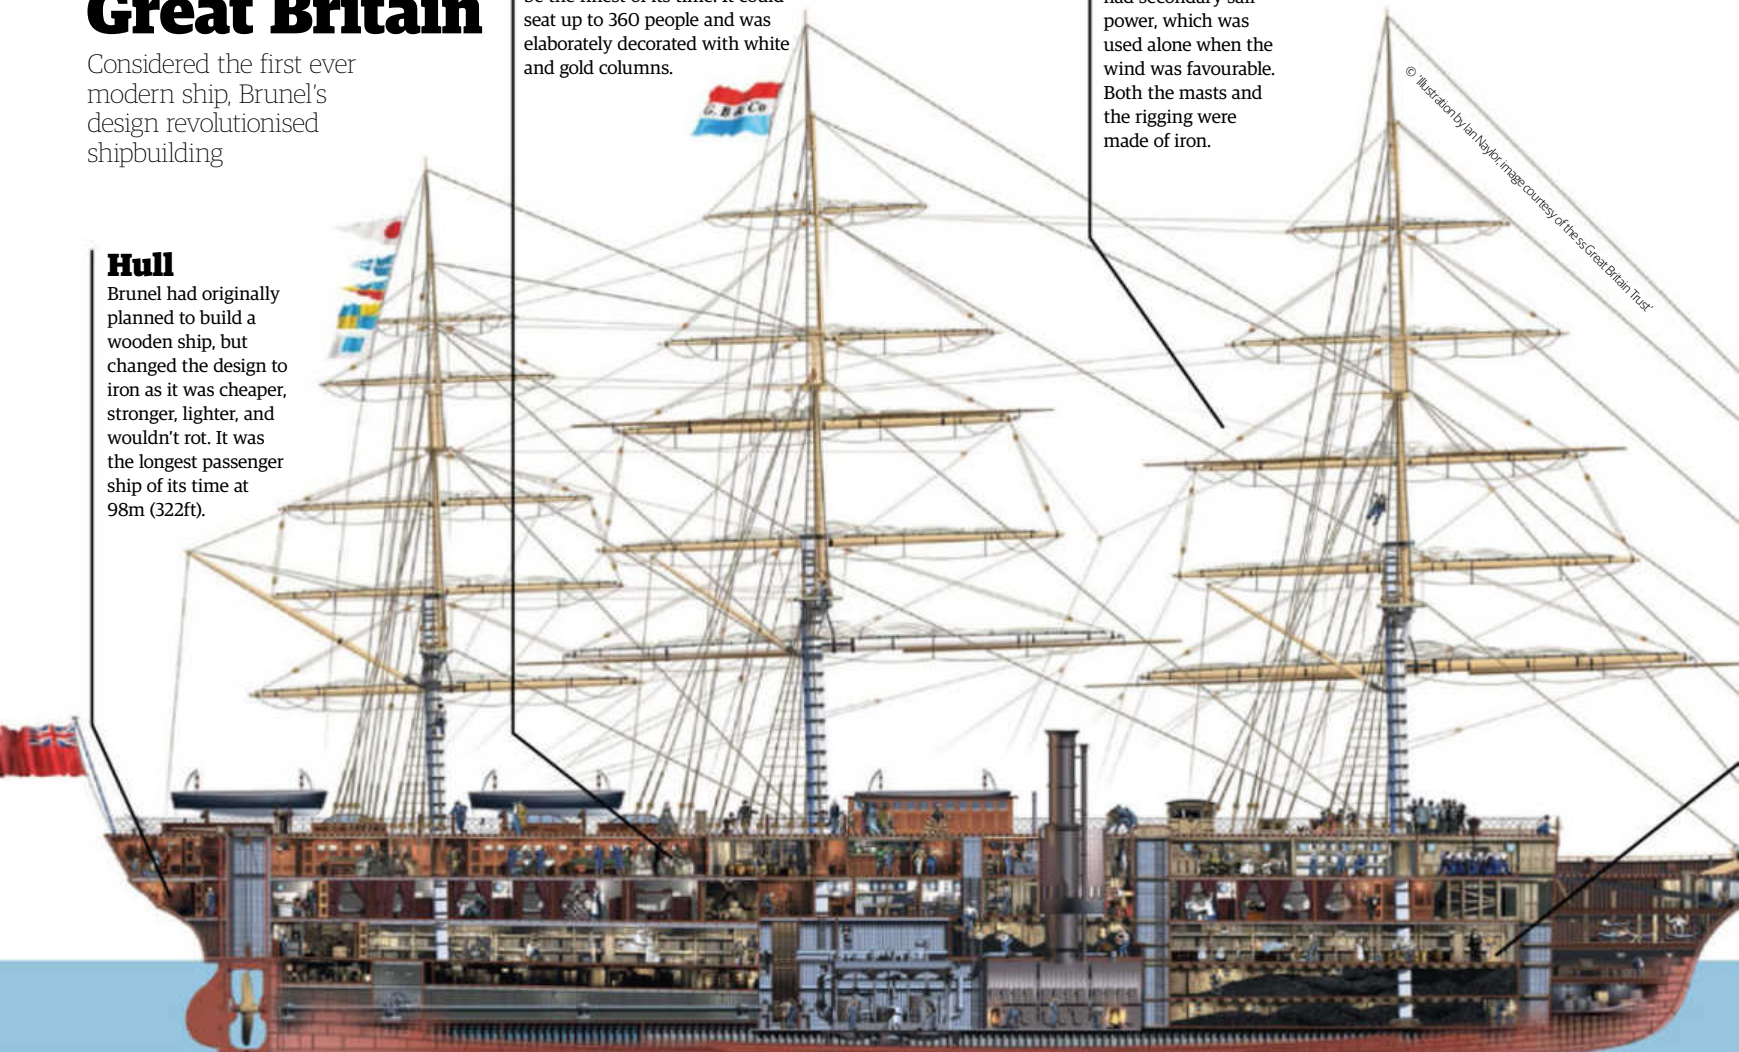 Great Britain
Considered the first ever
modern ship, Brunel's
design revolutionised
shipbuilding
seat up to 360 people and was
elaborately decorated with white
and gold columns.
power, which was
used alone when the
wind was favourable.
Both the masts and
the rigging were
made of iron.
© 'Illustration by Ian Naylor, image courtesy of the ss Great Britain Trust'
G. B & Co
Hull
Brunel had originally
planned to build a
wooden ship, but
changed the design to
iron as it was cheaper,
stronger, lighter, and
wouldn't rot. It was
the longest passenger
ship of its time at
98m (322ft).